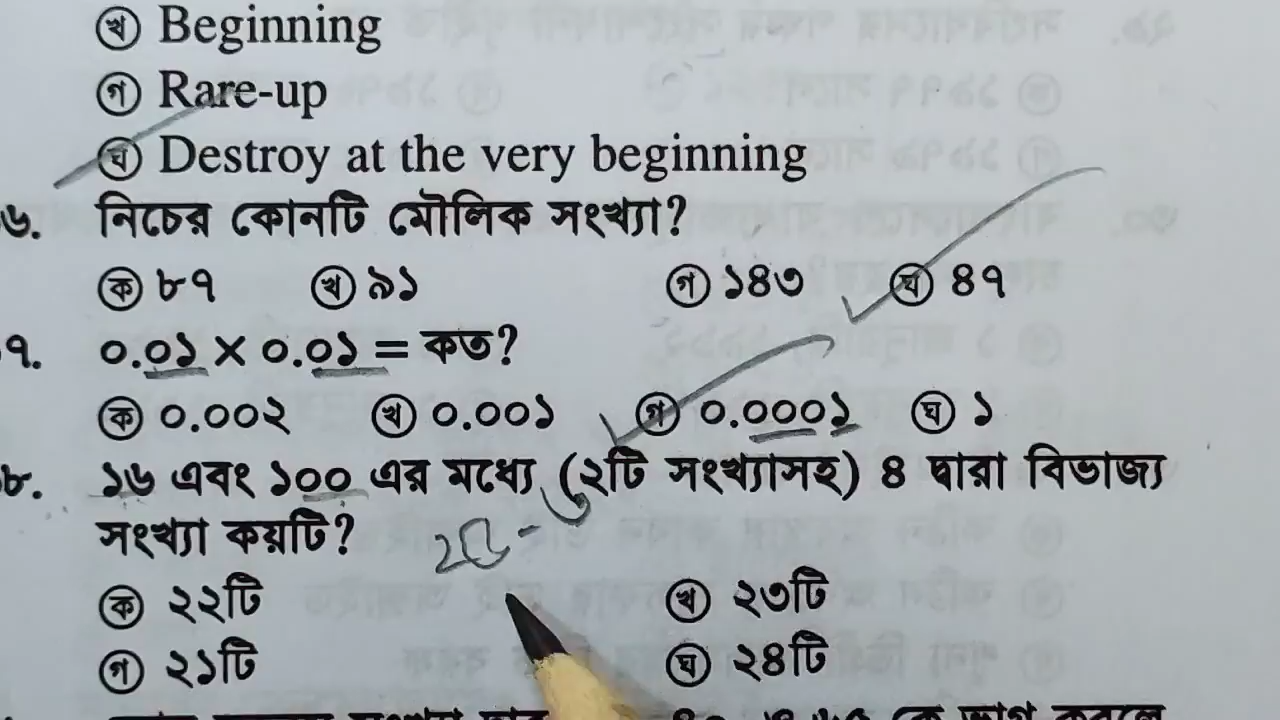 খ Beginning
গ Rare-up
ঘ Destroy at the very beginning
৬. নিচের কোনটি মৌলিক সংখ্যা?
ক ৮৭ খ ৯১ গ ১৪৩ ঘ ৪৭
৭. ০.০১ × ০.০১ = কত?
ক ০.০০২ খ ০.০০১ গ ০.০০০১ ঘ ১
৮. ১৬ এবং ১০০ এর মধ্যে (২টি সংখ্যাসহ) ৪ দ্বারা বিভাজ্য
সংখ্যা কয়টি?
ক ২২টি খ ২৩টি
গ ২১টি ঘ ২৪টি